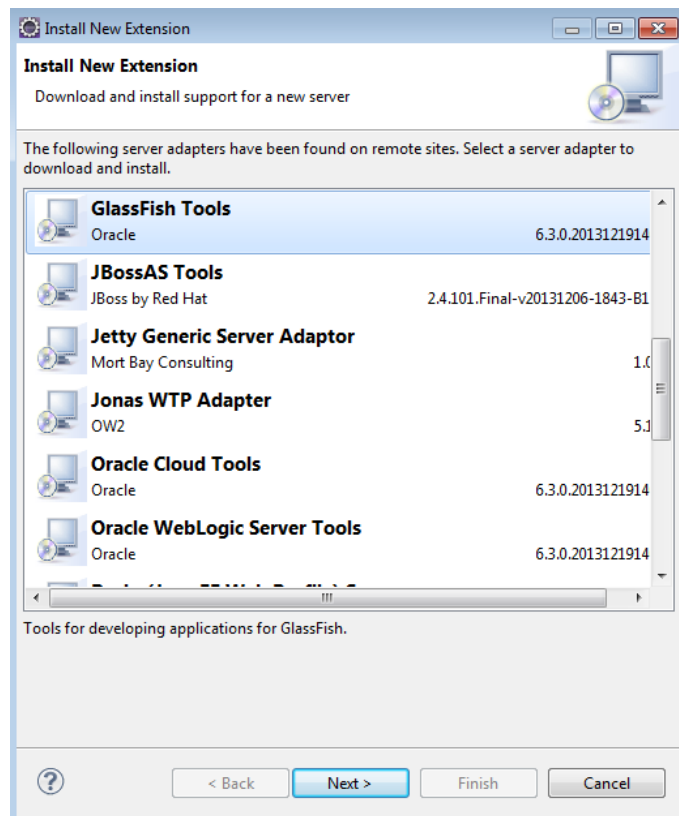 Install New Extension
Install New Extension
Download and install support for a new server
The following server adapters have been found on remote sites. Select a server adapter to
download and install.
GlassFish Tools
Oracle 6.3.0.2013121914
JBossAS Tools
JBoss by Red Hat 2.4.101.Final-v20131206-1843-B1
Jetty Generic Server Adaptor
Mort Bay Consulting 1.0
Jonas WTP Adapter
OW2 5.1
Oracle Cloud Tools
Oracle 6.3.0.2013121914
Oracle WebLogic Server Tools
Oracle 6.3.0.2013121914
Tools for developing applications for GlassFish.
? < Back Next > Finish Cancel